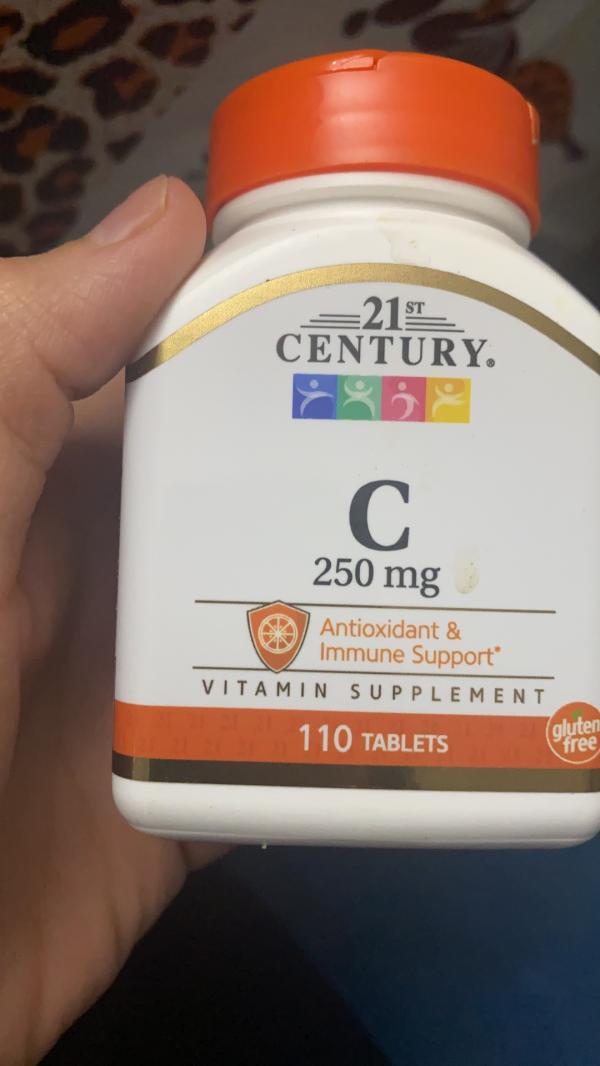 21ST
CENTURY®
C
250 mg
Antioxidant &
Immune Support*
VITAMIN SUPPLEMENT
110 TABLETS
gluten
free